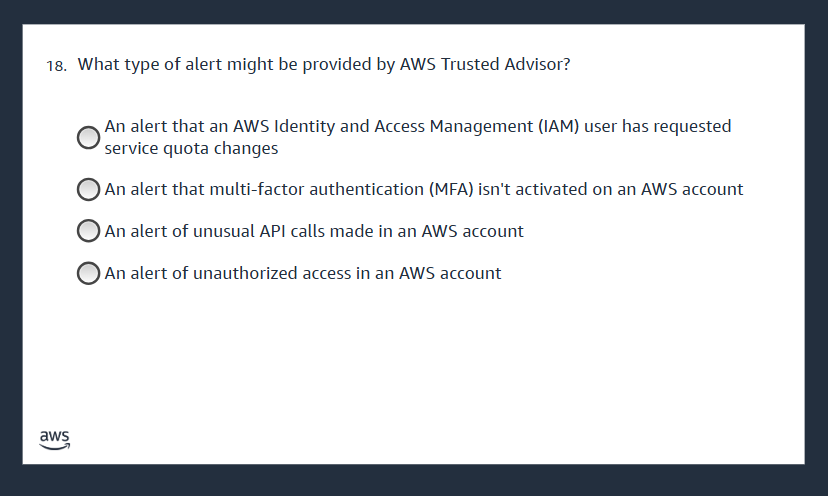 18. What type of alert might be provided by AWS Trusted Advisor?
An alert that an AWS Identity and Access Management (IAM) user has requested
service quota changes
An alert that multi-factor authentication (MFA) isn't activated on an AWS account
An alert of unusual API calls made in an AWS account
An alert of unauthorized access in an AWS account
aws